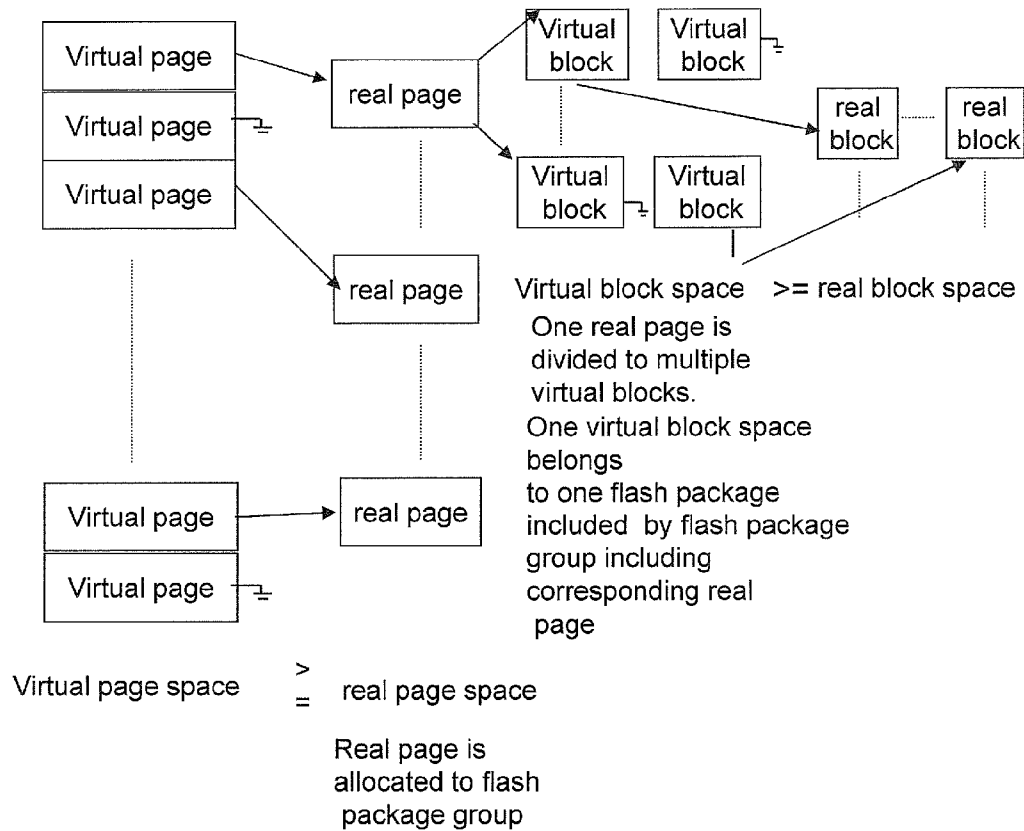 Virtual page
Virtual page
Virtual page
real page
Virtual
block
Virtual
block
real
block
real
block
Virtual
block
Virtual
block
real page
Virtual block space >= real block space
One real page is
divided to multiple
virtual blocks.
One virtual block space
belongs
to one flash package
included by flash package
group including
corresponding real
page
Virtual page
real page
Virtual page
Virtual page space
>
=
real page space
Real page is
allocated to flash
package group